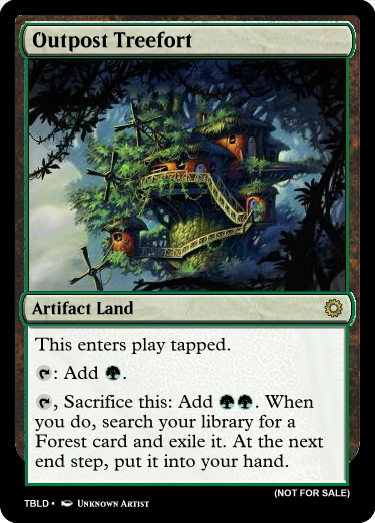 Outpost Treefort
Artifact Land
This enters play tapped.
: Add .
, Sacrifice this: Add . When
you do, search your library for a
Forest card and exile it. At the next
end step, put it into your hand.
(NOT FOR SALE)
TBLD • Unknown Artist